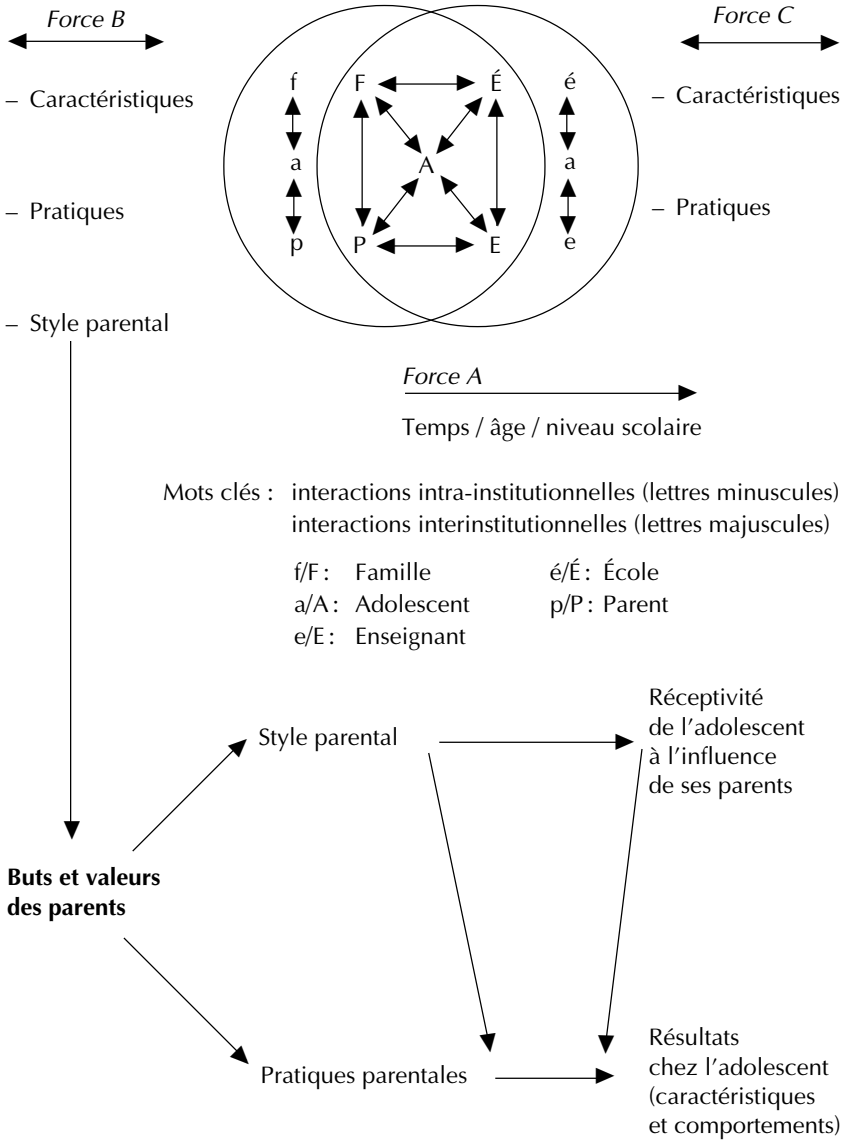 Force B
Force C
– Caractéristiques
– Pratiques
– Style parental
f F É é
a A a
p P E e
– Caractéristiques
– Pratiques
Force A
Temps / âge / niveau scolaire
Mots clés : interactions intra-institutionnelles (lettres minuscules)
interactions interinstitutionnelles (lettres majuscules)
f/F : Famille é/É : École
a/A : Adolescent p/P : Parent
e/E : Enseignant
Style parental
Réceptivité
de l'adolescent
à l'influence
de ses parents
Buts et valeurs
des parents
Pratiques parentales
Résultats
chez l'adolescent
(caractéristiques
et comportements)